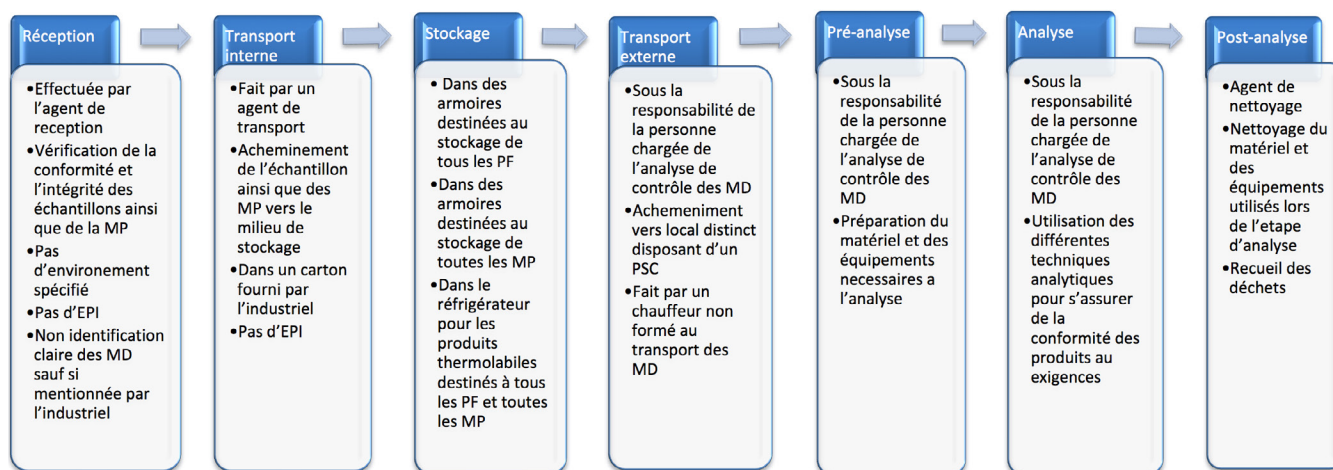 Réception
•Effectuée par
l'agent de
reception
•Vérification de la
conformité et
l'intégrité des
échantillons ainsi
que de la MP
•Pas
d'environement
spécifié
•Pas d'EPI
•Non identification
claire des MD
sauf si
mentionnée par
l'industriel
Transport
interne
•Fait par un
agent de
transport
•Acheminement
de l'échantillon
ainsi que des
MP vers le
milieu de
stockage
•Dans un carton
fourni par
l'industriel
•Pas d'EPI
Stockage
•Dans des
armoires
destinées au
stockage de
tous les PF
•Dans des
armoires
destinées au
stockage de
toutes les MP
•Dans le
réfrigérateur
pour les
produits
thermolabiles
destinés à tous
les PF et toutes
les MP
Transport
externe
•Sous la
responsabilité de
la personne
chargée de
l'analyse de
contrôle des MD
•Achemeniment
vers local distinct
disposant d'un
PSC
•Fait par un
chauffeur non
formé au
transport des
MD
Pré-analyse
•Sous la
responsabilité
de la personne
chargée de
l'analyse de
contrôle des
MD
•Préparation du
matériel et des
équipements
necessaires a
l'analyse
Analyse
•Sous la
responsabilité
de la personne
chargée de
l'analyse de
contrôle des
MD
•Utilisation des
différentes
techniques
analytiques
pour s'assurer
de la
conformité des
produits au
exigences
Post-analyse
•Agent de
nettoyage
•Nettoyage du
matériel et
des
équipements
utilisés lors
de l'etape
d'analyse
•Recueil des
déchets